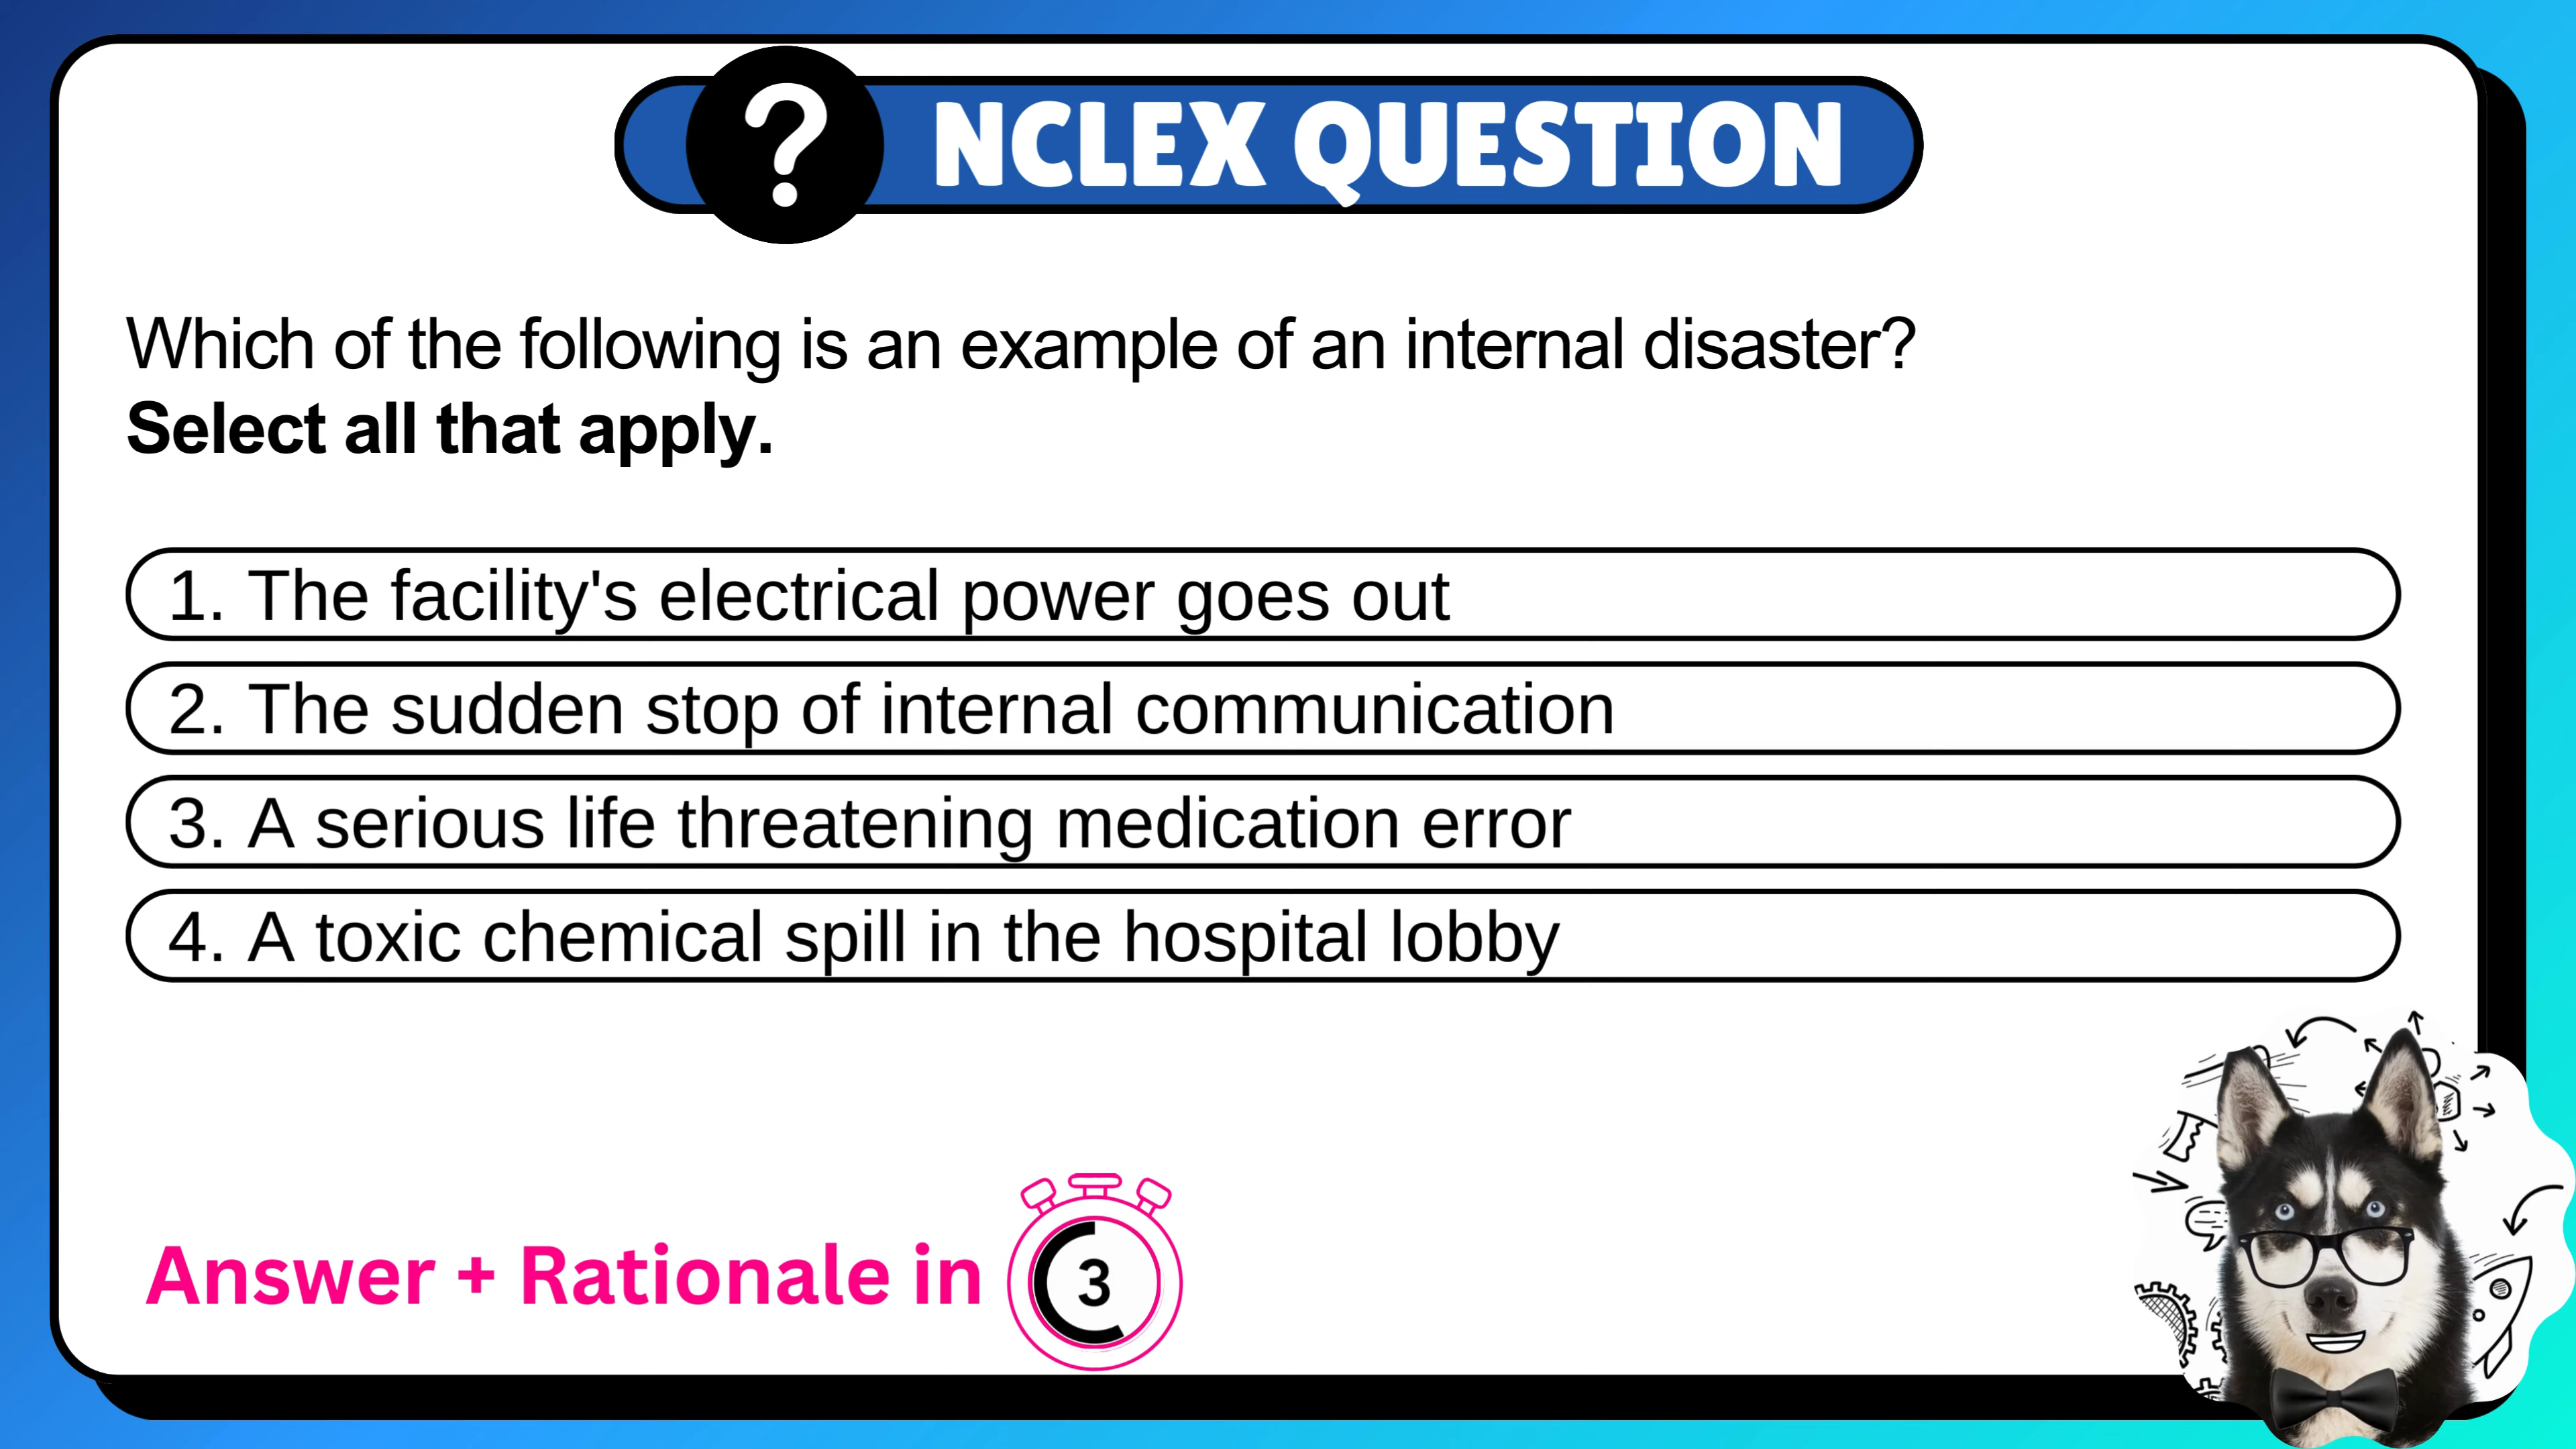 ? NCLEX QUESTION
Which of the following is an example of an internal disaster?
Select all that apply.
1. The facility's electrical power goes out
2. The sudden stop of internal communication
3. A serious life threatening medication error
4. A toxic chemical spill in the hospital lobby
Answer + Rationale in 3